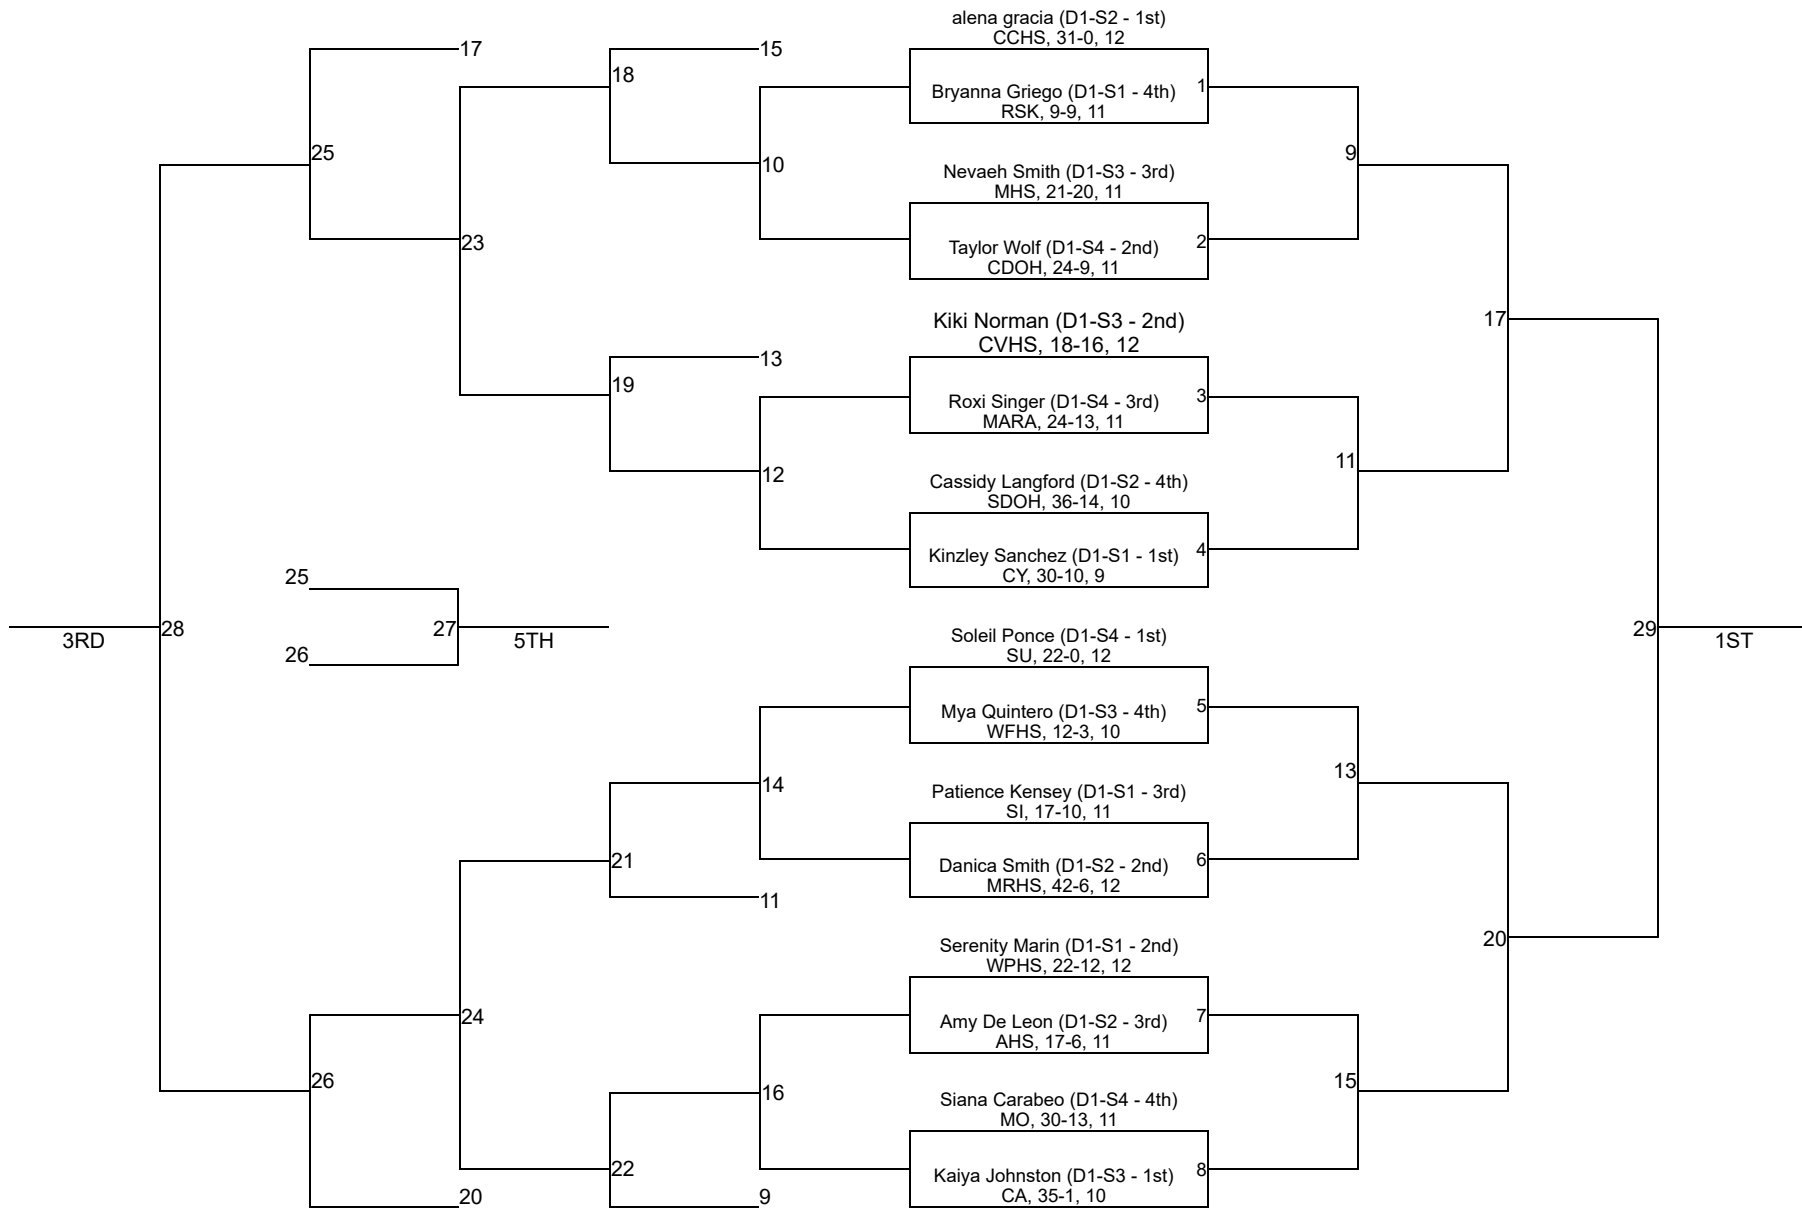 alena gracia (D1-S2 - 1st)
CCHS, 31-0, 12
17
15
18
Bryanna Griego (D1-S1 - 4th)
RSK, 9-9, 11
1
25
10
9
Nevaeh Smith (D1-S3 - 3rd)
MHS, 21-20, 11
23
Taylor Wolf (D1-S4 - 2nd)
CDOH, 24-9, 11
2
Kiki Norman (D1-S3 - 2nd)
CVHS, 18-16, 12
17
13
19
Roxi Singer (D1-S4 - 3rd)
MARA, 24-13, 11
3
12
11
Cassidy Langford (D1-S2 - 4th)
SDOH, 36-14, 10
Kinzley Sanchez (D1-S1 - 1st)
CY, 30-10, 9
4
25
3RD
28
27
5TH
26
29
1ST
Soleil Ponce (D1-S4 - 1st)
SU, 22-0, 12
Mya Quintero (D1-S3 - 4th)
WFHS, 12-3, 10
5
14
13
Patience Kensey (D1-S1 - 3rd)
SI, 17-10, 11
21
Danica Smith (D1-S2 - 2nd)
MRHS, 42-6, 12
6
11
Serenity Marin (D1-S1 - 2nd)
WPHS, 22-12, 12
20
24
Amy De Leon (D1-S2 - 3rd)
AHS, 17-6, 11
7
26
16
15
Siana Carabeo (D1-S4 - 4th)
MO, 30-13, 11
22
Kaiya Johnston (D1-S3 - 1st)
CA, 35-1, 10
8
20
9